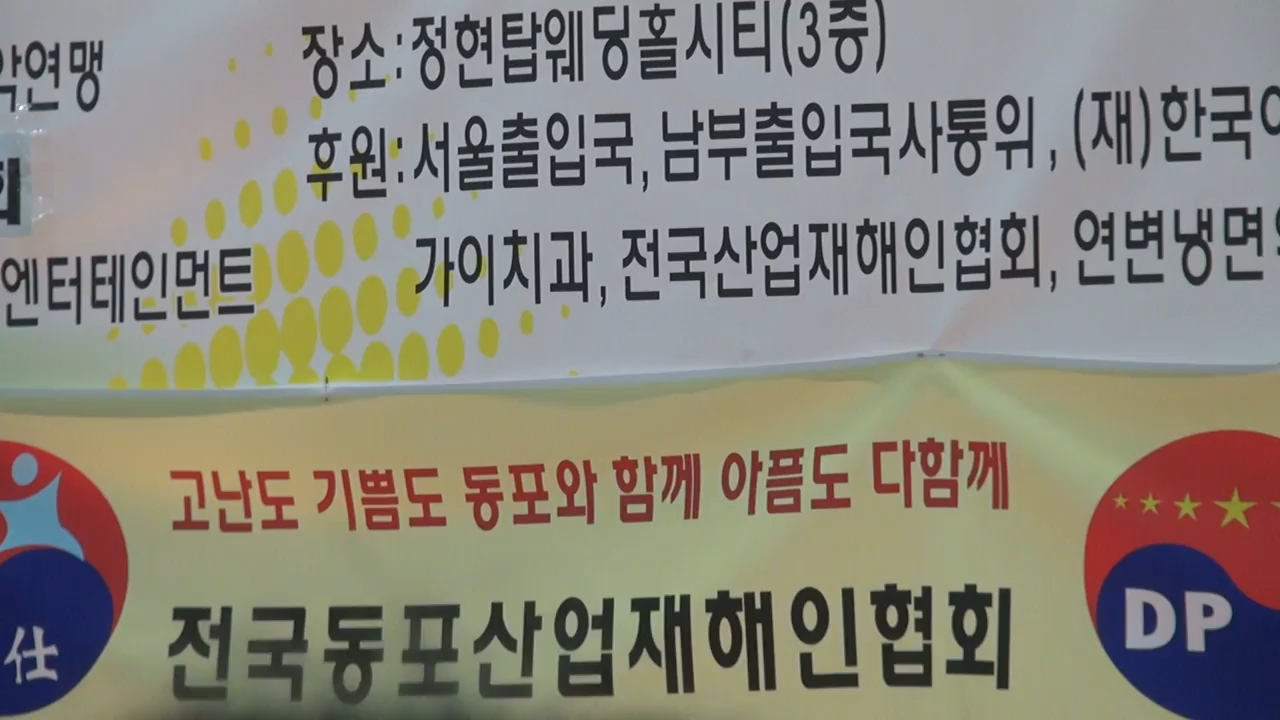 연맹
장소:정현탑웨딩홀시티(3층)
후원:서울출입국, 남부출입국사통위, (재)한국
회
엔터테인먼트
가이치과, 전국산업재해인협회, 연변냉면
고난도 기쁨도 동포와 함께 아픔도 다함께
전국동포산업재해인협회
仕
DP